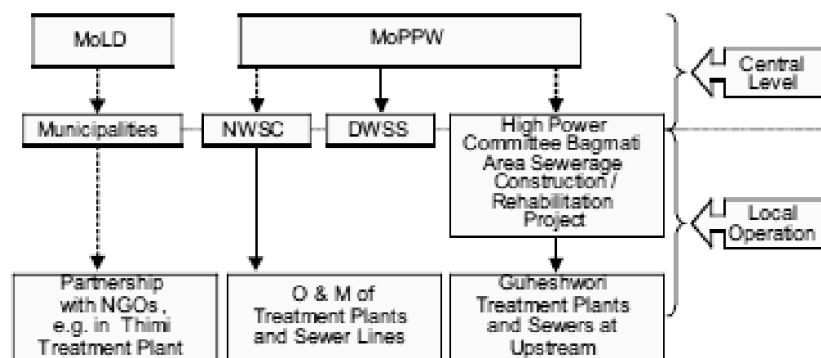 MoLD
MoPPW
Central
Level
Municipalities
NWSC
DWSS
High Power
Committee Bagmati
Area Sewerage
Construction /
Rehabilitation
Project
Local
Operation
Partnership
with NGOs,
e.g. in Thimi
Treatment Plant
O & M of
Treatment Plants
and Sewer Lines
Guheshwori
Treatment Plants
and Sewers at
Upstream